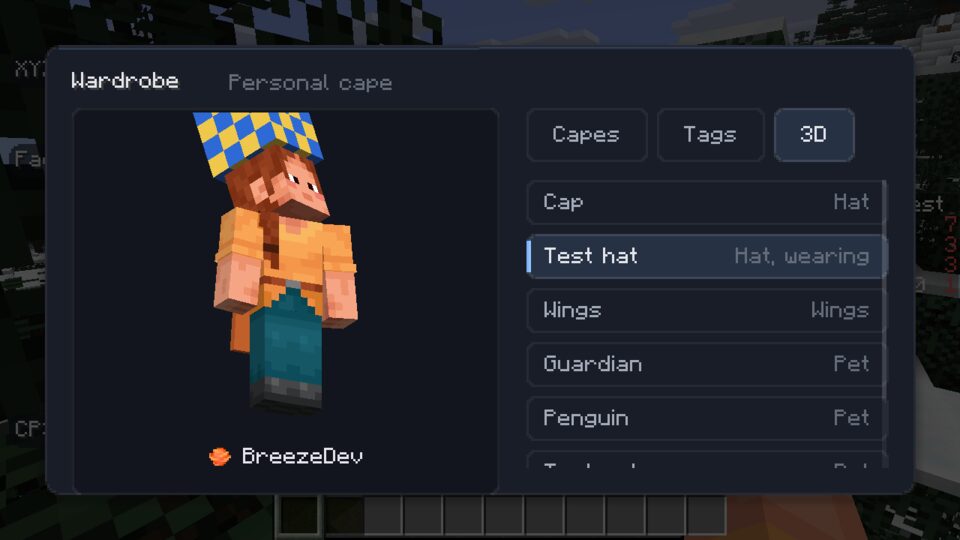 Wardrobe Personal cape
Capes Tags 3D
Cap Hat
Test hat Hat, wearing
Wings Wings
Guardian Pet
Penguin Pet
BreezeDev